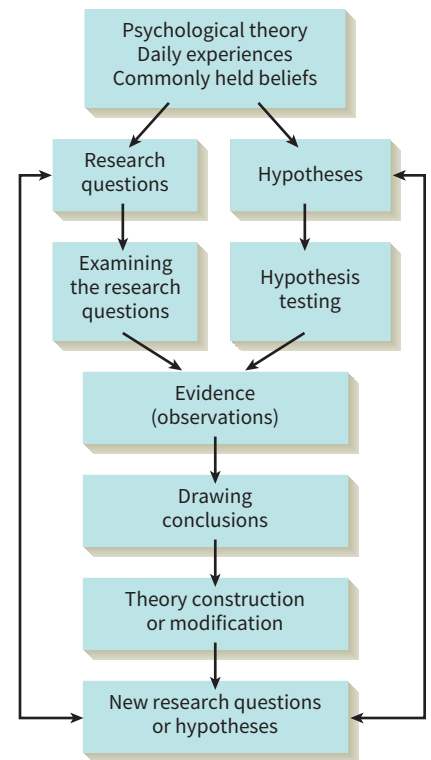 Psychological theory
Daily experiences
Commonly held beliefs
Research
questions
Hypotheses
Examining
the research
questions
Hypothesis
testing
Evidence
(observations)
Drawing
conclusions
Theory construction
or modification
New research questions
or hypotheses